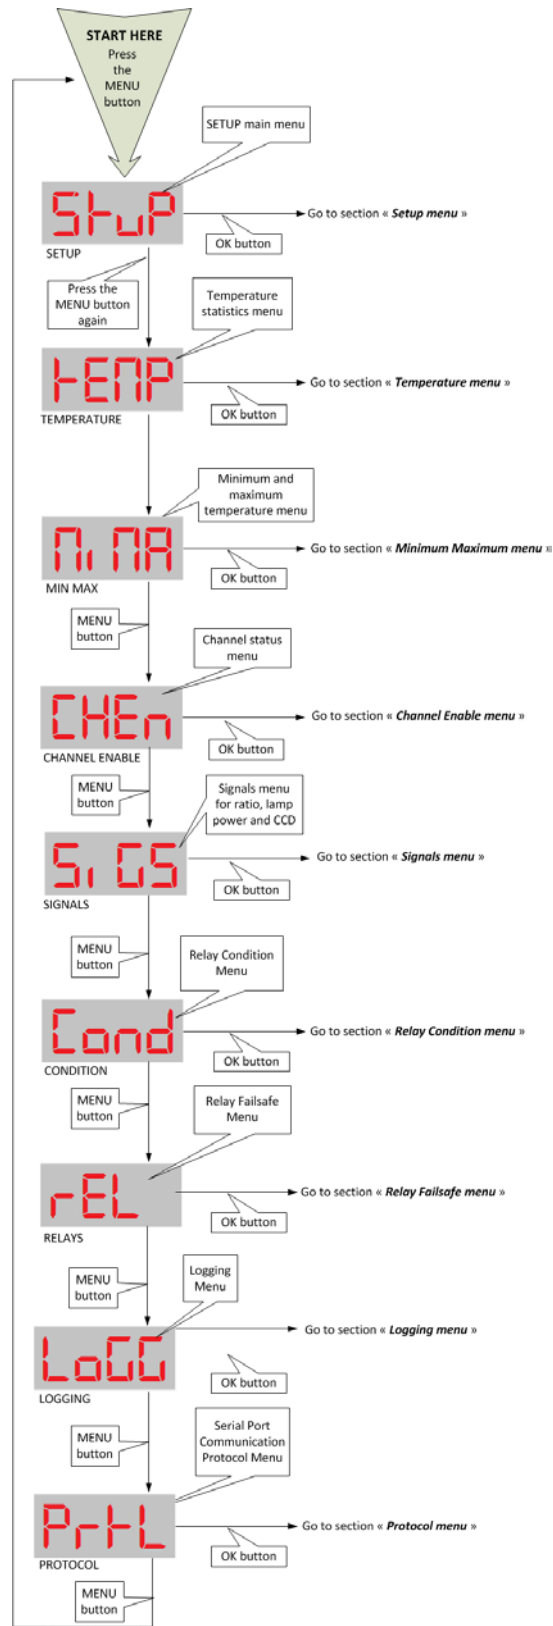 START HERE
Press
the
MENU
button
SETUP main menu
StuP
Go to section « Setup menu »
OK button
SETUP
Press the
MENU button
again
Temperature
statistics menu
tEMP
Go to section « Temperature menu »
OK button
TEMPERATURE
Minimum and
maximum
temperature menu
Mi MA
Go to section « Minimum Maximum menu »
OK button
MIN MAX
MENU
button
Channel status
menu
CHEn
Go to section « Channel Enable menu »
OK button
CHANNEL ENABLE
MENU
button
Signals menu
for ratio, lamp
power and CCD
Si GS
Go to section « Signals menu »
OK button
SIGNALS
MENU
button
Relay Condition
Menu
Cond
Go to section « Relay Condition menu »
OK button
CONDITION
MENU
button
Relay Failsafe
Menu
rEL
Go to section « Relay Failsafe menu »
OK button
RELAYS
MENU
button
Logging
Menu
LoGG
Go to section « Logging menu »
OK button
LOGGING
MENU
button
Serial Port
Communication
Protocol Menu
PrtL
Go to section « Protocol menu »
OK button
PROTOCOL
MENU
button